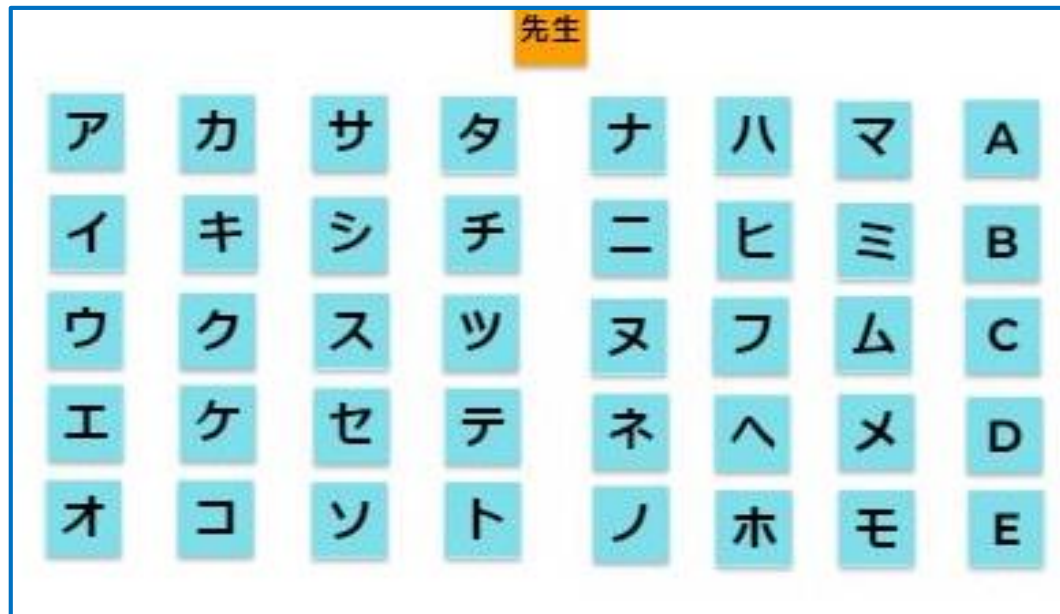 先生
ア カ サ タ ナ ハ マ A
イ キ シ チ ニ ヒ ミ B
ウ ク ス ツ ヌ フ ム C
エ ケ セ テ ネ ヘ メ D
オ コ ソ ト ノ ホ モ E